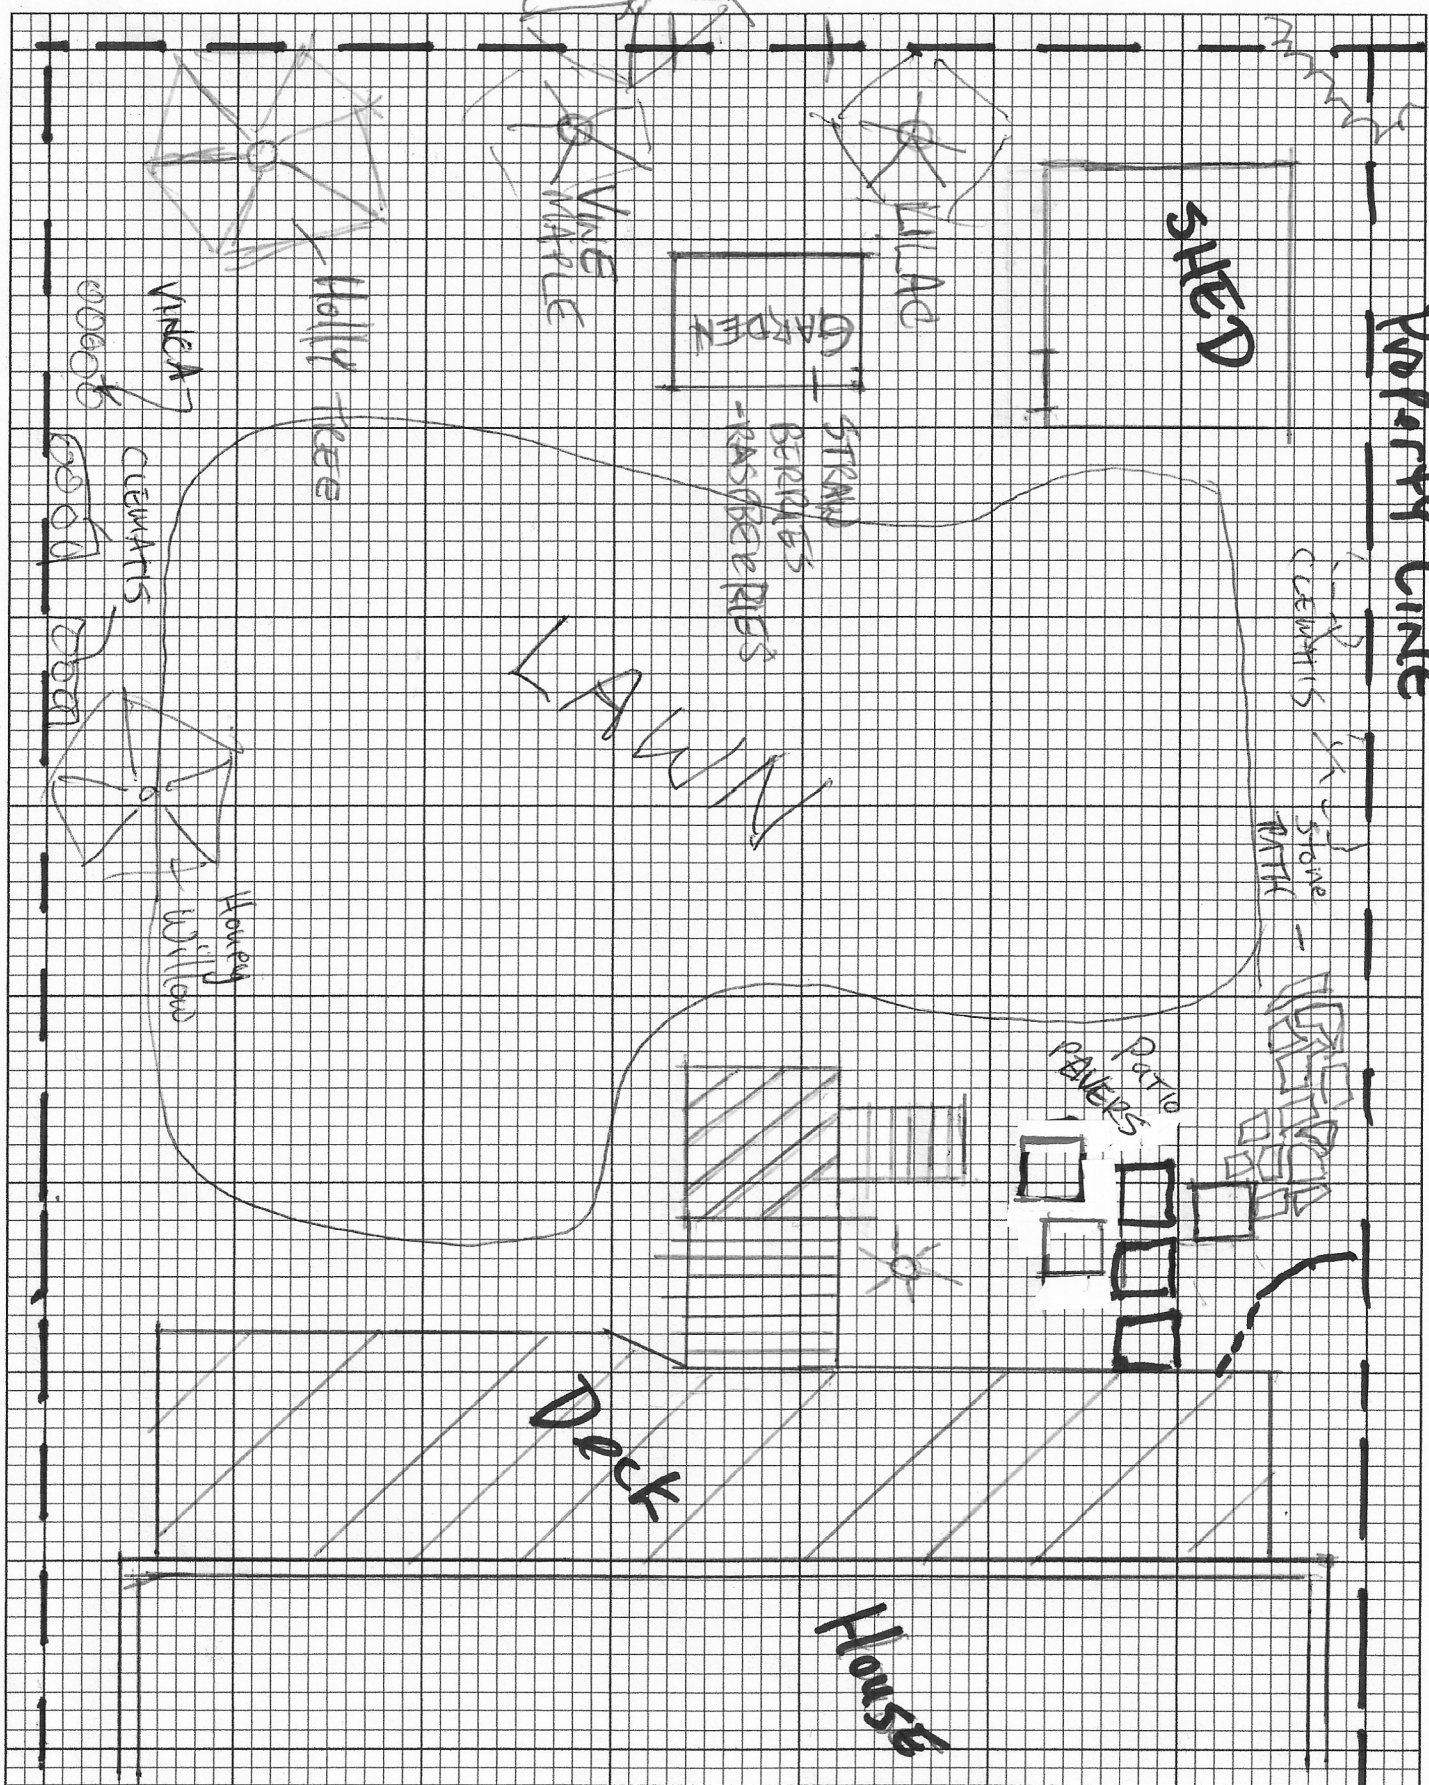 SHED
LILAC
VINE
MAPLE
GARDEN
- STRAW
BERRIES
- RASPBERRIES
Holly TREE
VINCA
CLEMATIS
Property Line
CLEMATIS
Stone
PATH -
LAWN
Honey
Willow
Patio
PAVERS
Deck
House